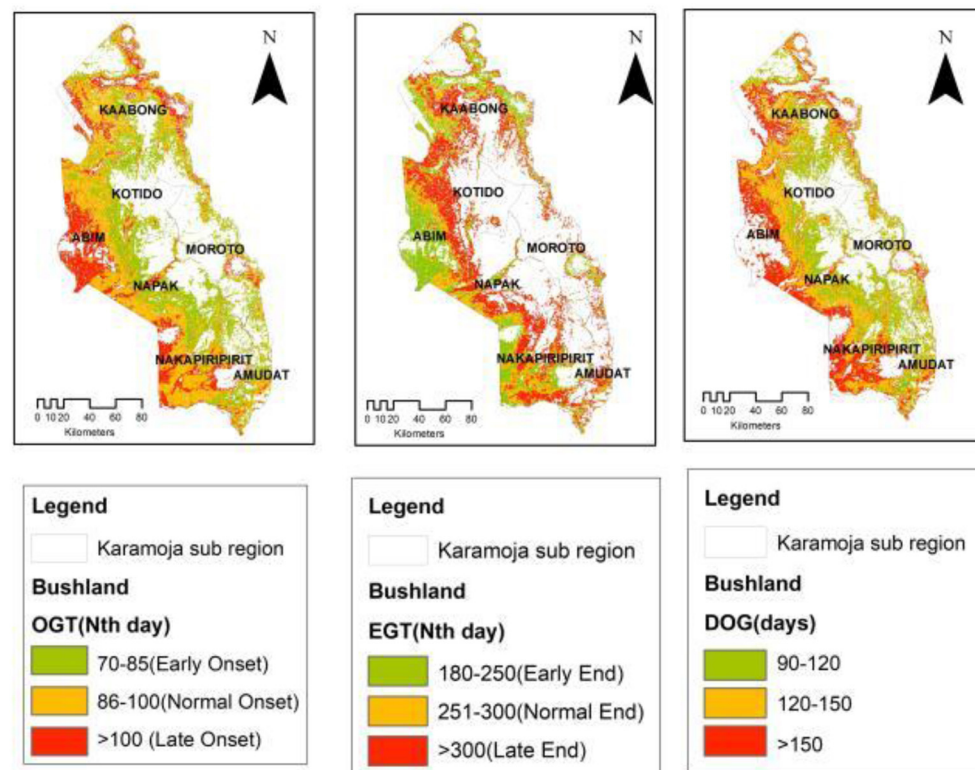 N
KAABONG
KOTIDO
ABIM
MOROTO
NAPAK
NAKAPIRIPIRIT
AMUDAT
0 10 20 40 60 80
Kilometers
N
KAABONG
KOTIDO
ABIM
MOROTO
NAPAK
NAKAPIRIPIRIT
AMUDAT
0 10 20 40 60 80
Kilometers
N
KAABONG
KOTIDO
ABIM
MOROTO
NAPAK
NAKAPIRIPIRIT
AMUDAT
0 10 20 40 60 80
Kilometers
Legend
Karamoja sub region
Bushland
OGT(Nth day)
70-85(Early Onset)
86-100(Normal Onset)
>100 (Late Onset)
Legend
Karamoja sub region
Bushland
EGT(Nth day)
180-250(Early End)
251-300(Normal End)
>300(Late End)
Legend
Karamoja sub region
Bushland
DOG(days)
90-120
120-150
>150